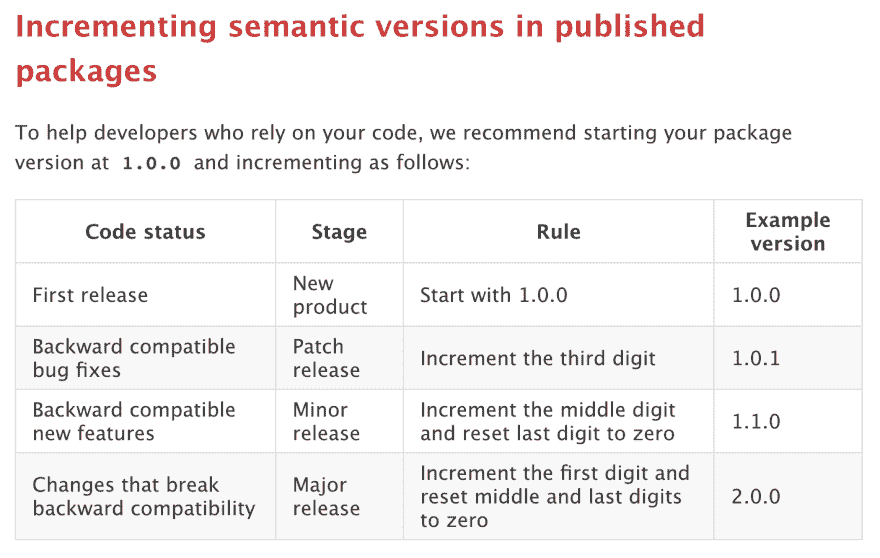 Incrementing semantic versions in published
packages
To help developers who rely on your code, we recommend starting your package
version at 1.0.0 and incrementing as follows:
Code status
Stage
Rule
Example
version
First release
New
product
Start with 1.0.0
1.0.0
Backward compatible
bug fixes
Patch
release
Increment the third digit
1.0.1
Backward compatible
new features
Minor
release
Increment the middle digit
and reset last digit to zero
1.1.0
Changes that break
backward compatibility
Major
release
Increment the first digit and
reset middle and last digits
to zero
2.0.0